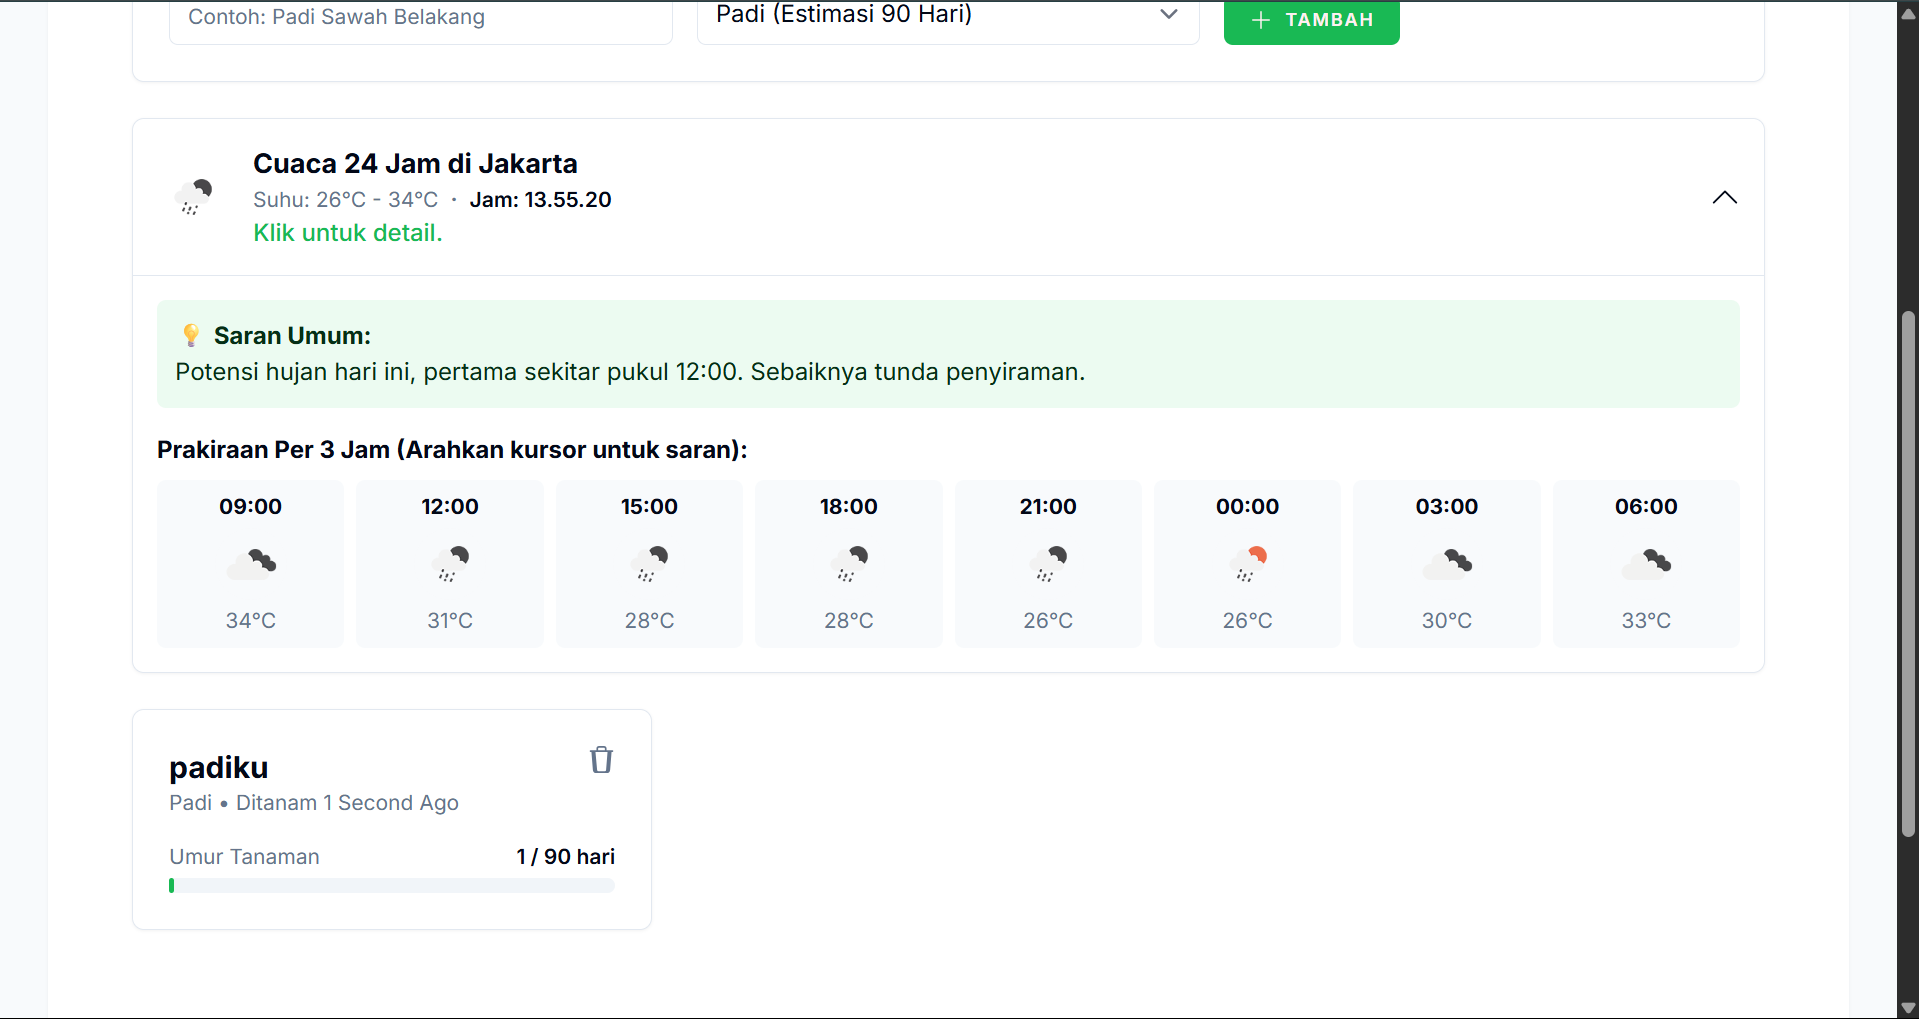 Contoh: Padi Sawah Belakang
Padi (Estimasi 90 Hari)
+ TAMBAH
Cuaca 24 Jam di Jakarta
Suhu: 26°C - 34°C · Jam: 13.55.20
Klik untuk detail.
💡 Saran Umum:
Potensi hujan hari ini, pertama sekitar pukul 12:00. Sebaiknya tunda penyiraman.
Prakiraan Per 3 Jam (Arahkan kursor untuk saran):
09:00
34°C
12:00
31°C
15:00
28°C
18:00
28°C
21:00
26°C
00:00
26°C
03:00
30°C
06:00
33°C
padiku
Padi • Ditanam 1 Second Ago
Umur Tanaman
1 / 90 hari